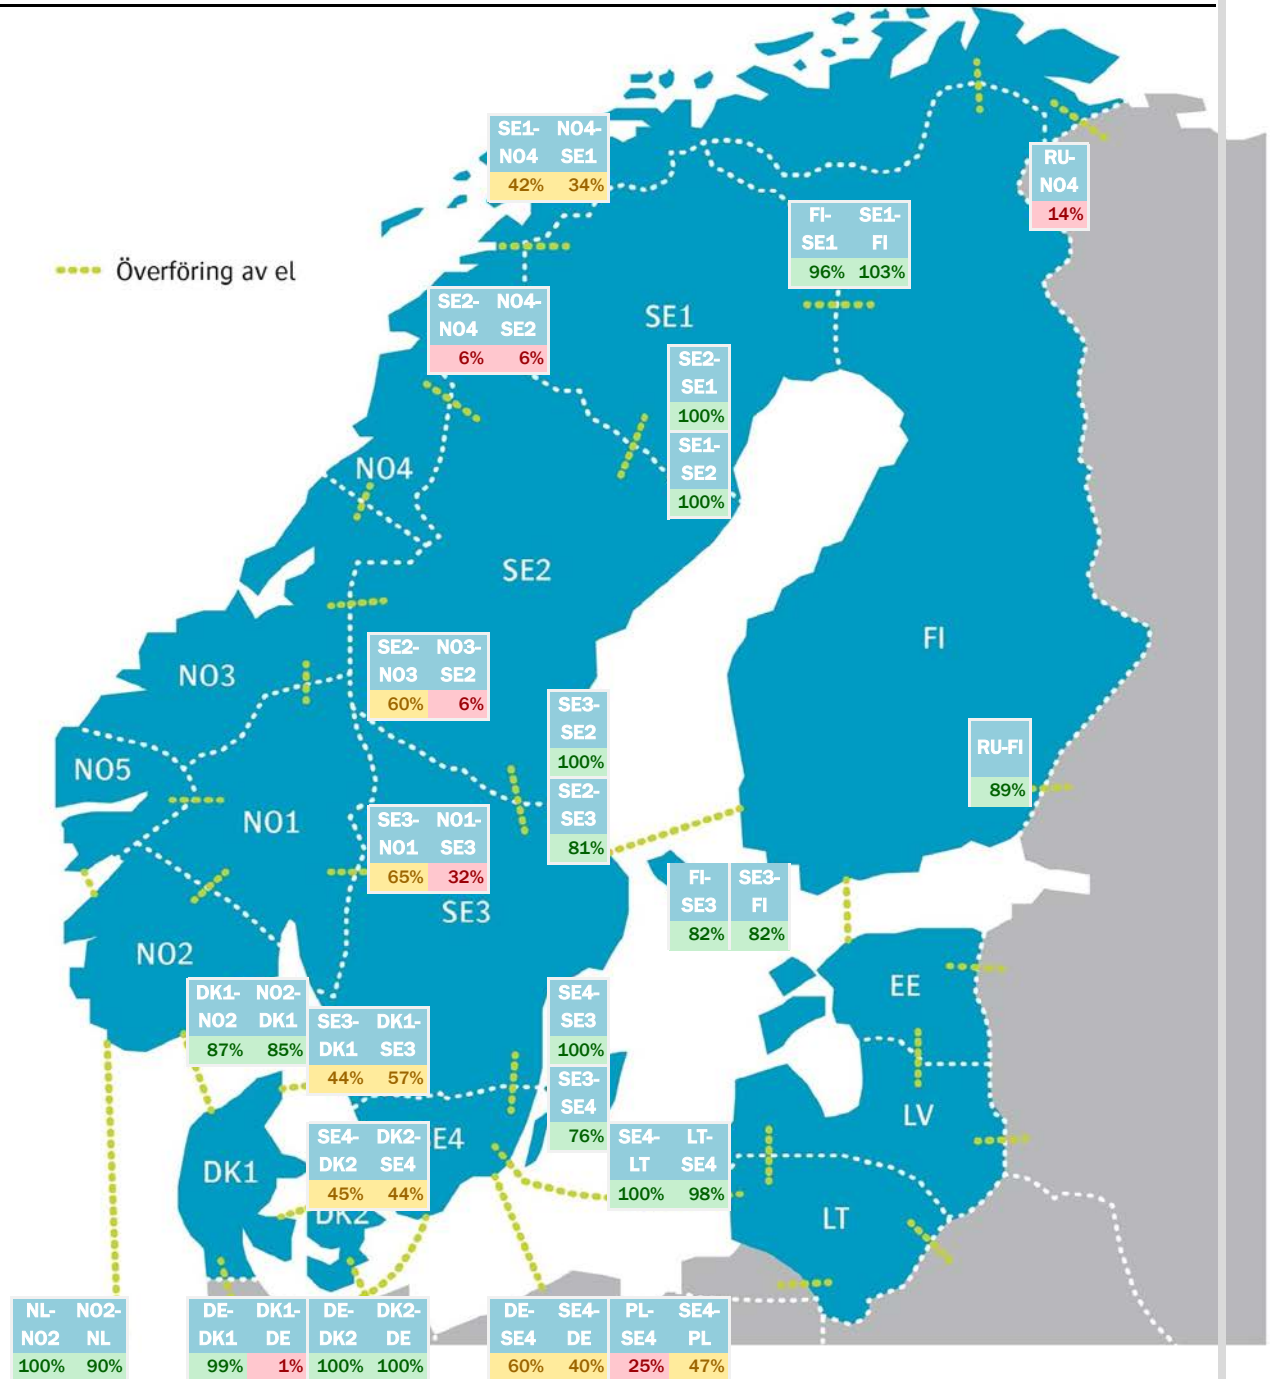 SE1- NO4-
NO4 SE1
42% 34%
RU-
NO4
14%
FI- SE1-
SE1 FI
96% 103%
Överföring av el
SE2- NO4-
NO4 SE2
6% 6%
SE1
SE2-
SE1
100%
SE1-
SE2
100%
NO4
SE2
FI
SE2- NO3-
NO3 SE2
60% 6%
NO3
SE3-
SE2
100%
SE2-
SE3
81%
RU-FI
89%
NO5
NO1
SE3- NO1-
NO1 SE3
65% 32%
SE3
FI- SE3-
SE3 FI
82% 82%
NO2
EE
DK1- NO2-
NO2 DK1
87% 85%
SE3- DK1-
DK1 SE3
44% 57%
SE4-
SE3
100%
SE3-
SE4
76%
LV
SE4- DK2-
DK2 SE4
45% 44%
E4
SE4- LT-
LT SE4
100% 98%
DK1
DK2
LT
NL- NO2-
NO2 NL
100% 90%
DE- DK1- DE- DK2-
DK1 DE DK2 DE
99% 1% 100% 100%
DE- SE4- PL- SE4-
SE4 DE SE4 PL
60% 40% 25% 47%